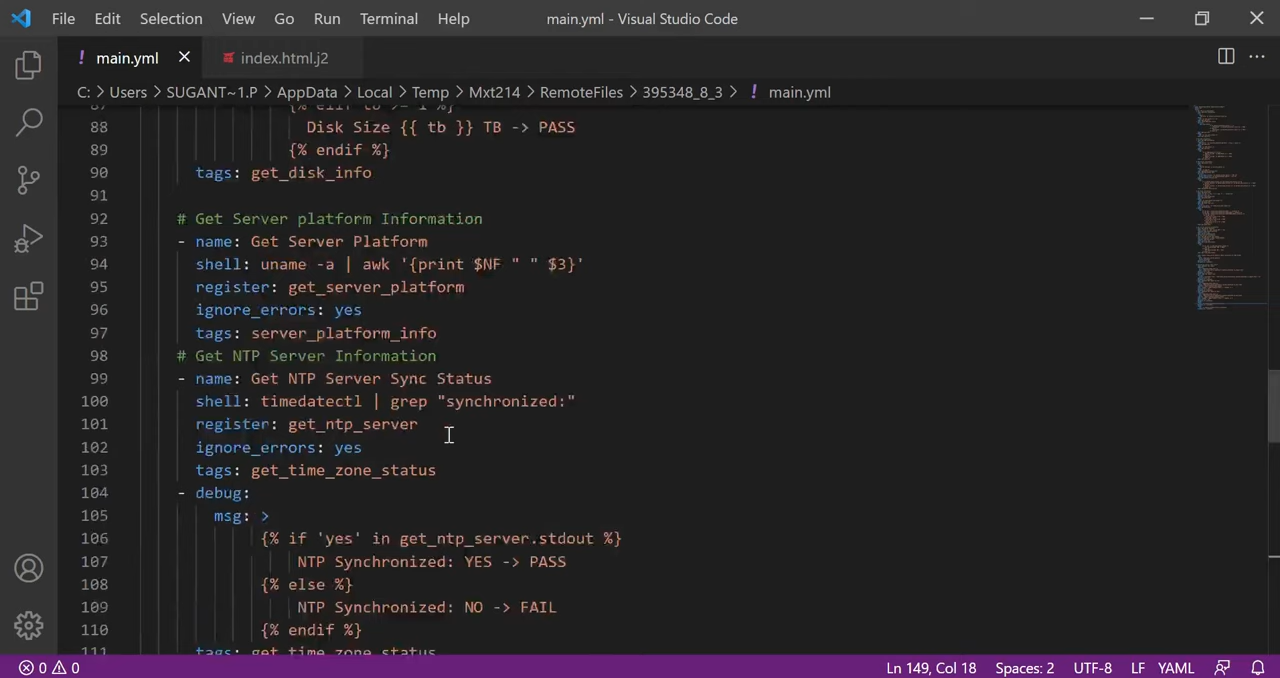 File Edit Selection View Go Run Terminal Help main.yml - Visual Studio Code
! main.yml index.html.j2
C: > Users > SUGANT~1.P > AppData > Local > Temp > Mxt214 > RemoteFiles > 395348_8_3 > ! main.yml
88 Disk Size {{ tb }} TB -> PASS
89 {% endif %}
90 tags: get_disk_info
91
92 # Get Server platform Information
93 - name: Get Server Platform
94 shell: uname -a | awk '{print $NF " " $3}'
95 register: get_server_platform
96 ignore_errors: yes
97 tags: server_platform_info
98 # Get NTP Server Information
99 - name: Get NTP Server Sync Status
100 shell: timedatectl | grep "synchronized:"
101 register: get_ntp_server
102 ignore_errors: yes
103 tags: get_time_zone_status
104 - debug:
105 msg: >
106 {% if 'yes' in get_ntp_server.stdout %}
107 NTP Synchronized: YES -> PASS
108 {% else %}
109 NTP Synchronized: NO -> FAIL
110 {% endif %}
111 tags: get_time_zone_status
0 0 Ln 149, Col 18 Spaces: 2 UTF-8 LF YAML